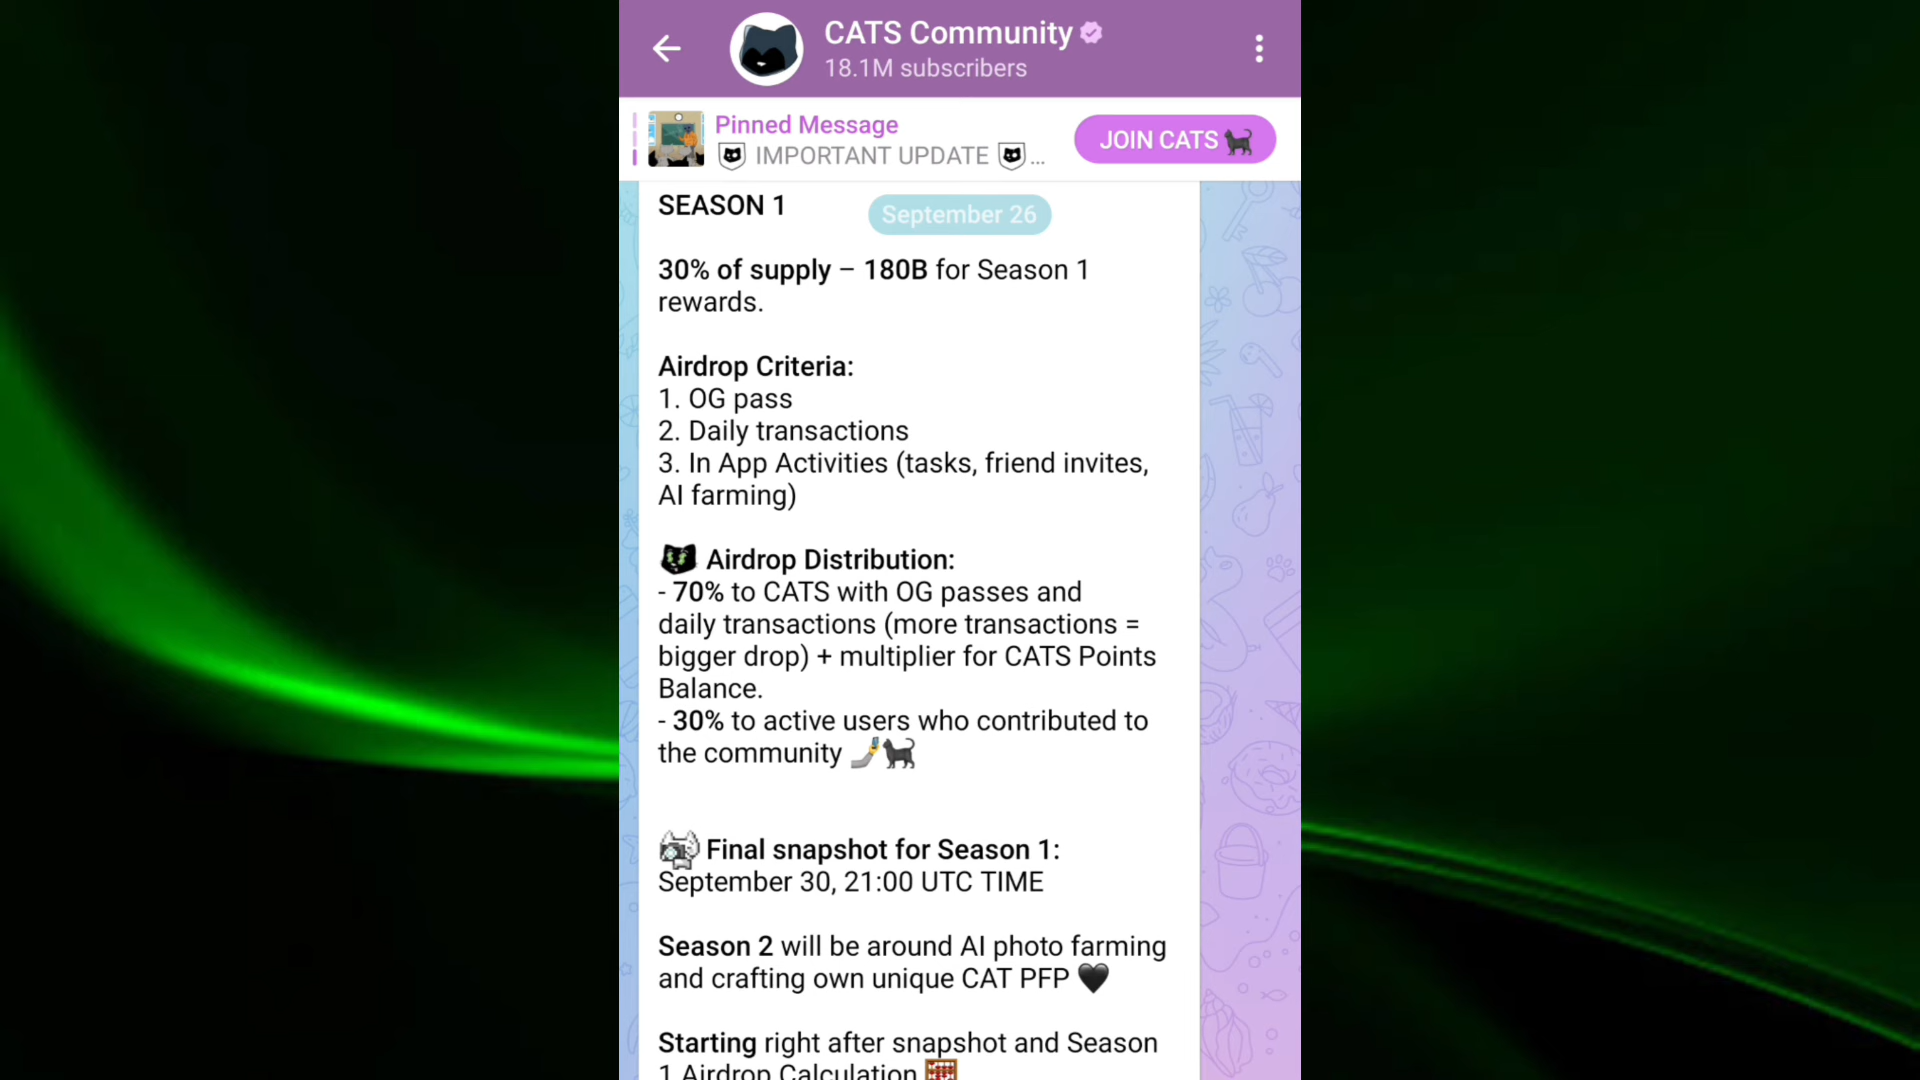 CATS Community
18.1M subscribers
Pinned Message
IMPORTANT UPDATE ...
JOIN CATS
SEASON 1
September 26
30% of supply – 180B for Season 1
rewards.
Airdrop Criteria:
1. OG pass
2. Daily transactions
3. In App Activities (tasks, friend invites,
AI farming)
Airdrop Distribution:
- 70% to CATS with OG passes and
daily transactions (more transactions =
bigger drop) + multiplier for CATS Points
Balance.
- 30% to active users who contributed to
the community
Final snapshot for Season 1:
September 30, 21:00 UTC TIME
Season 2 will be around AI photo farming
and crafting own unique CAT PFP 🖤
Starting right after snapshot and Season
1 Airdrop Calculation